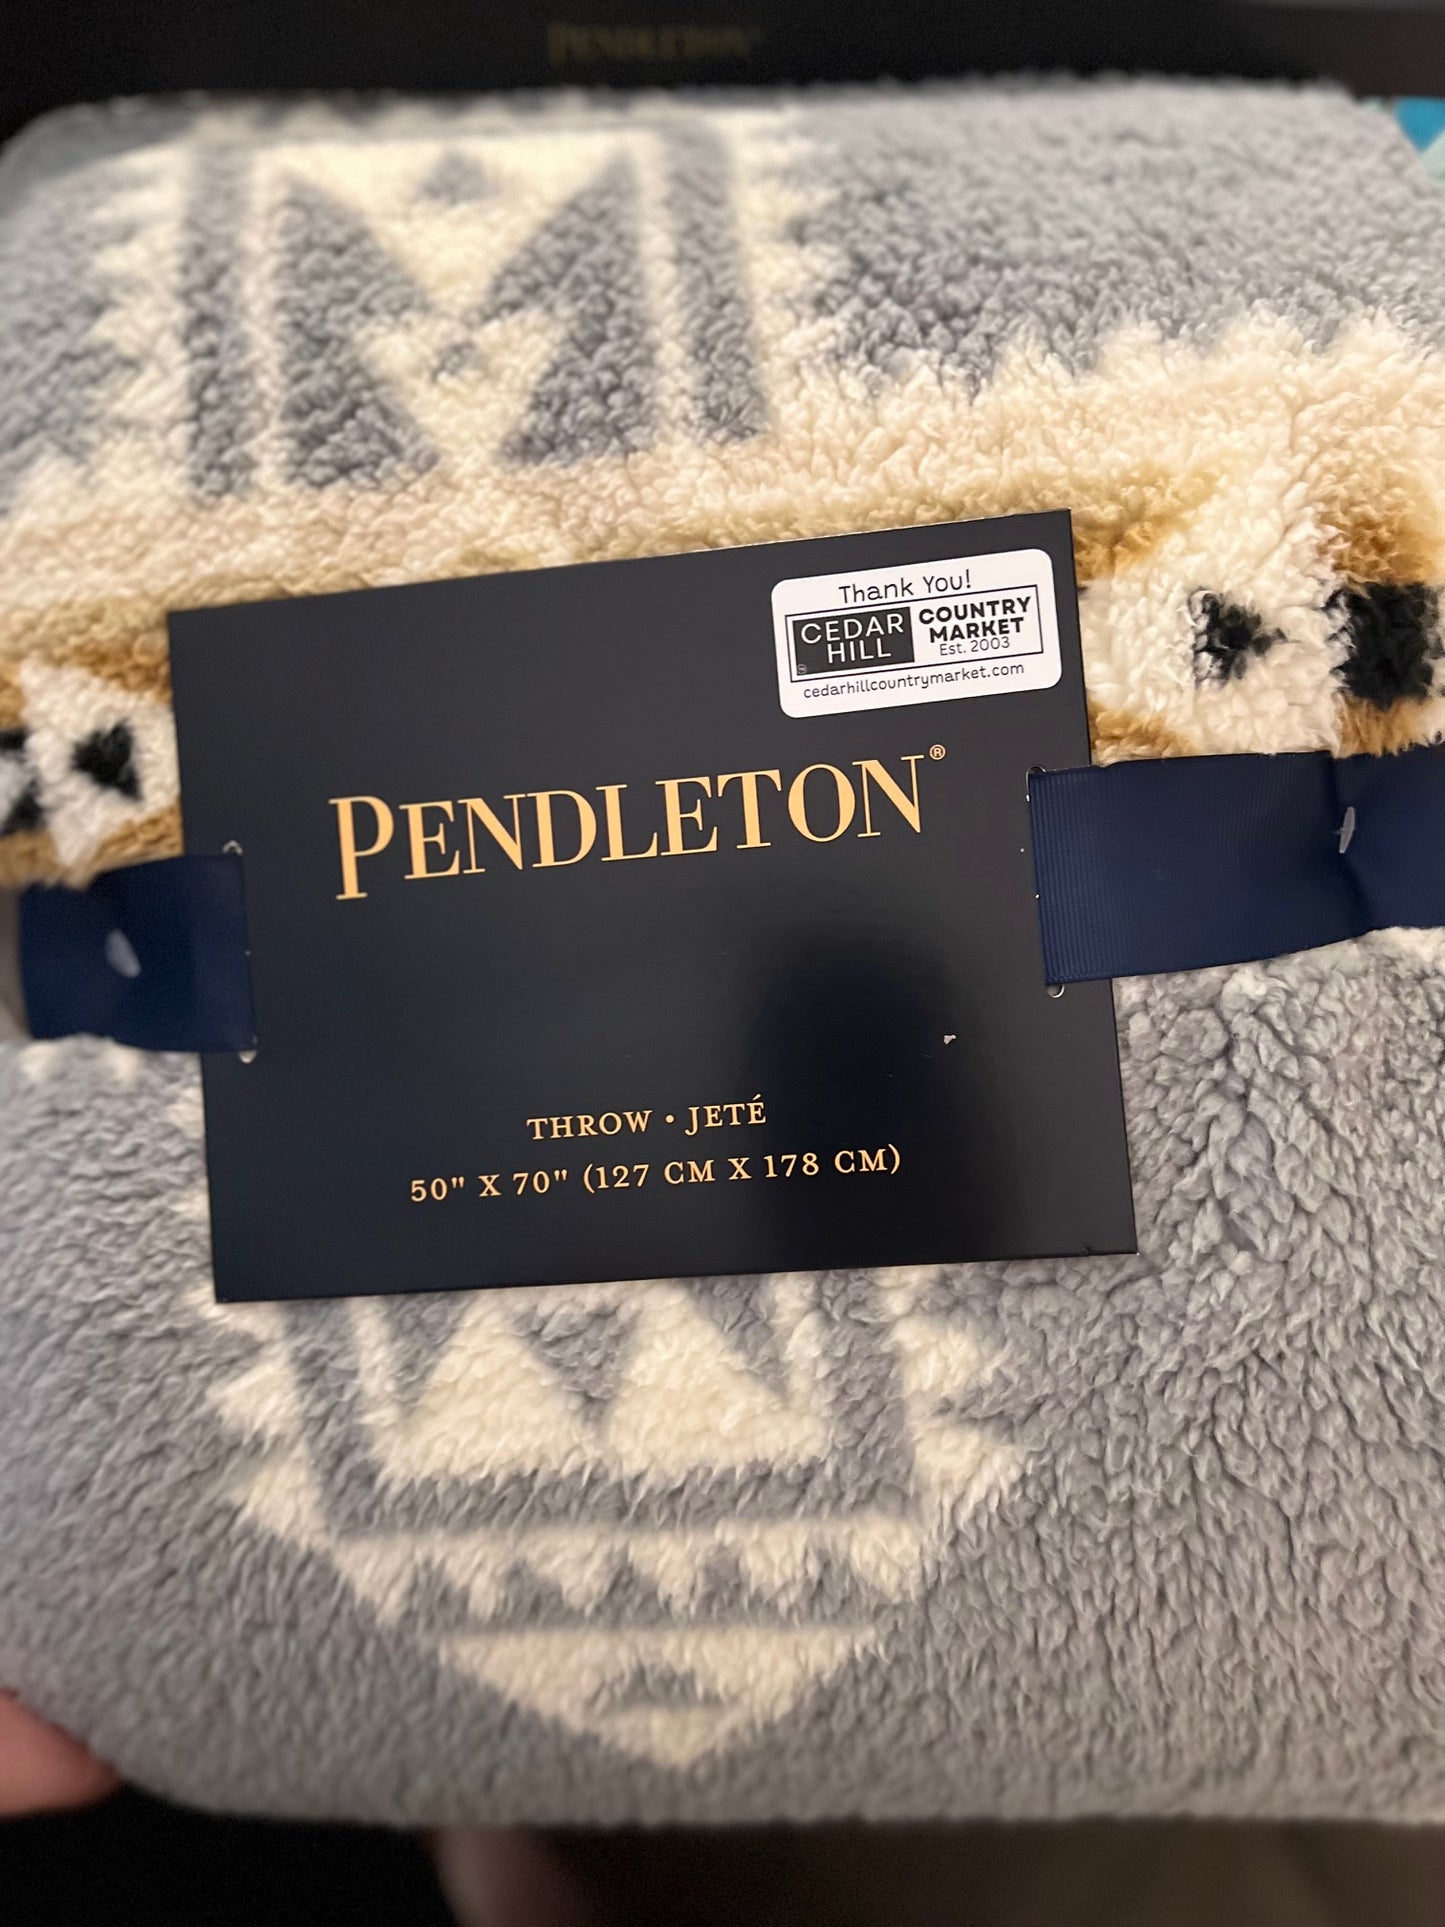 PENDLETON
Thank You!
CEDAR HILL
COUNTRY MARKET
Est. 2003
cedarhillcountrymarket.com
PENDLETON®
THROW • JETÉ
50" X 70" (127 CM X 178 CM)